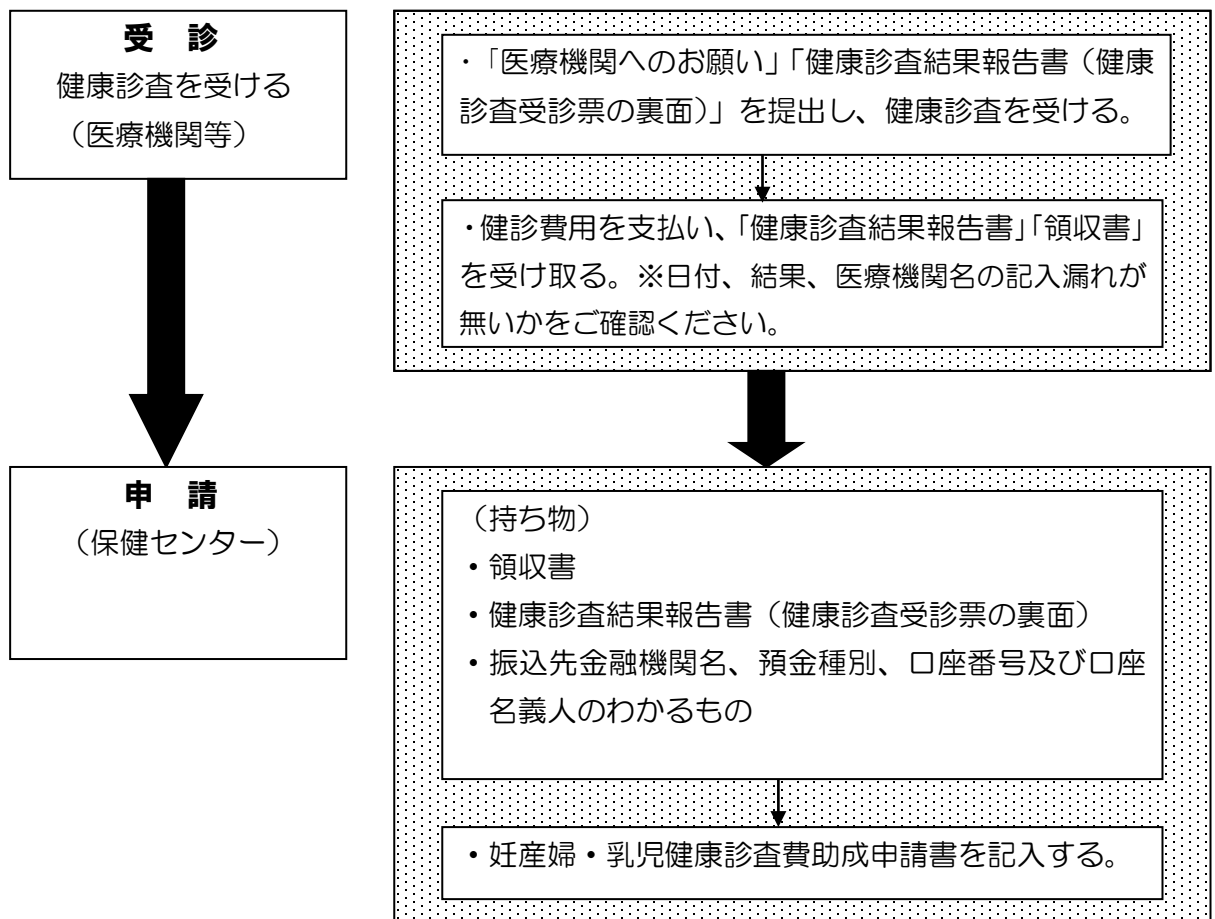 受　診
健康診査を受ける
（医療機関等）
・「医療機関へのお願い」「健康診査結果報告書（健康
診査受診票の裏面）」を提出し、健康診査を受ける。
・健診費用を支払い、「健康診査結果報告書」「領収書」
を受け取る。※日付、結果、医療機関名の記入漏れが
無いかをご確認ください。
申　請
（保健センター）
（持ち物）
・領収書
・健康診査結果報告書（健康診査受診票の裏面）
・振込先金融機関名、預金種別、口座番号及び口座
名義人のわかるもの
・妊産婦・乳児健康診査費助成申請書を記入する。